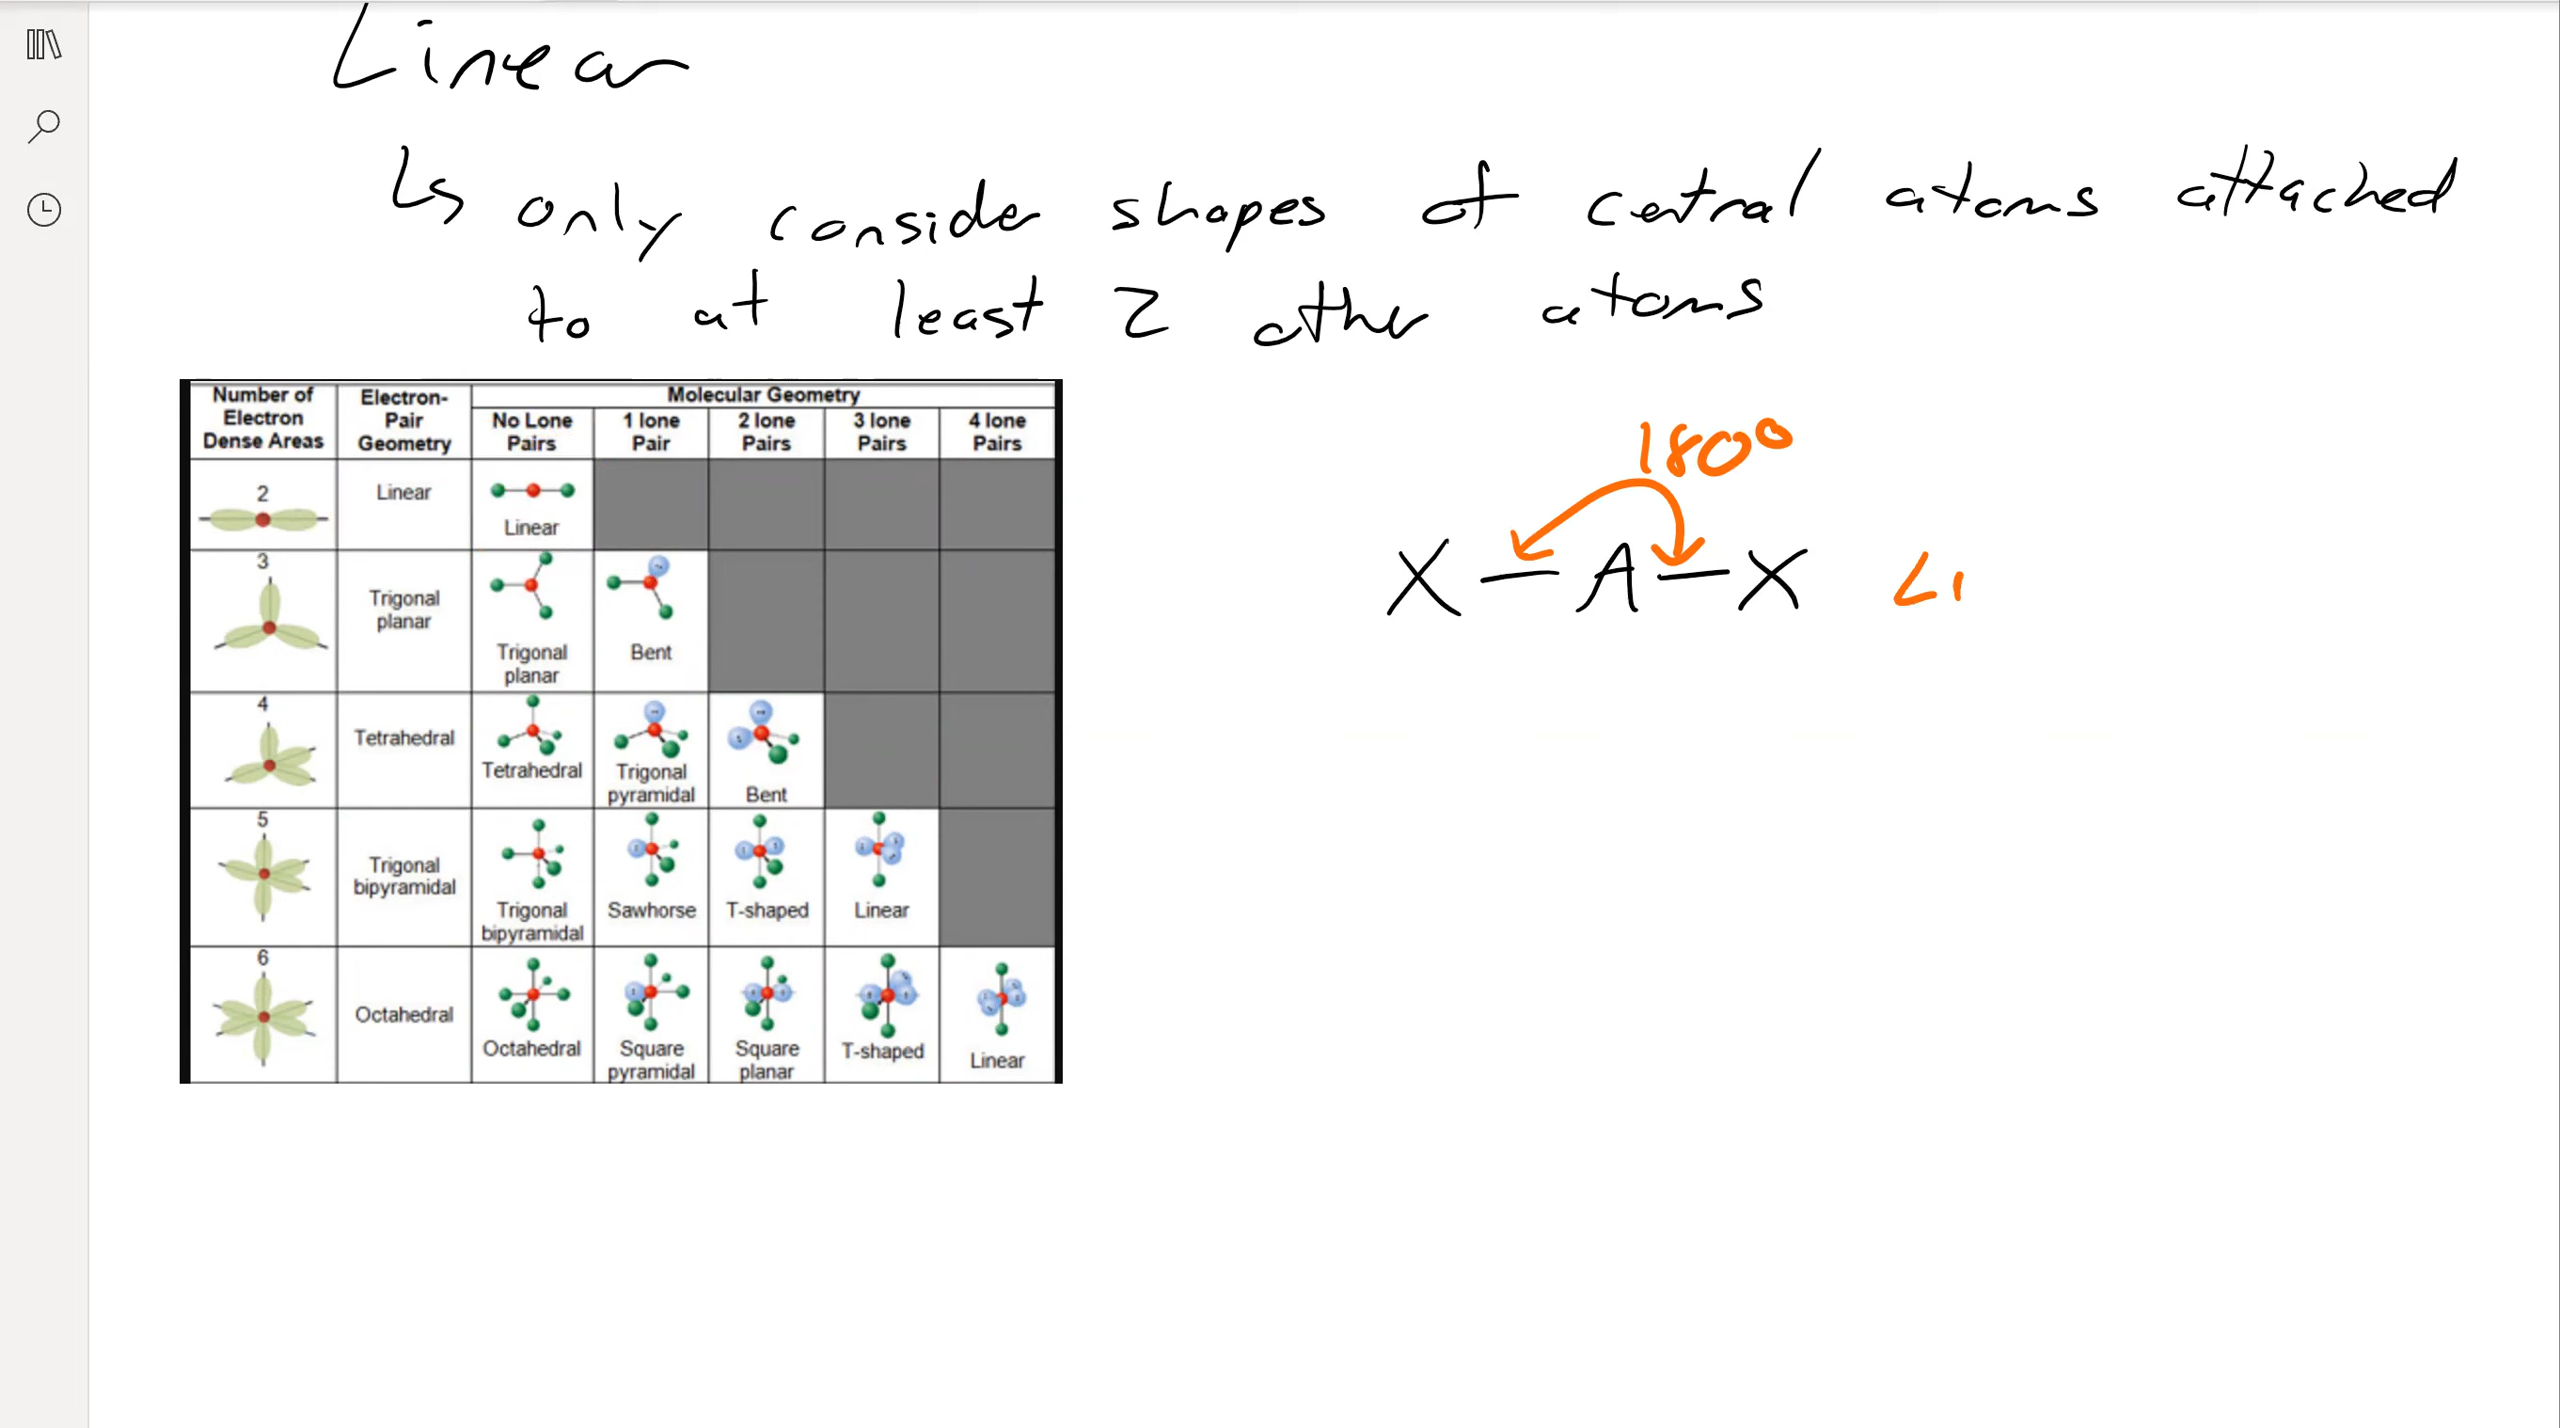 Linear
↳ only consider shapes of central atoms attached
to at least 2 other atoms
Number of Electron Dense Areas
Electron-Pair Geometry
Molecular Geometry
No Lone Pairs
1 lone Pair
2 lone Pairs
3 lone Pairs
4 lone Pairs
2
Linear
Linear
3
Trigonal planar
Trigonal planar
Bent
4
Tetrahedral
Tetrahedral
Trigonal pyramidal
Bent
5
Trigonal bipyramidal
Trigonal bipyramidal
Sawhorse
T-shaped
Linear
6
Octahedral
Octahedral
Square pyramidal
Square planar
T-shaped
Linear
180°
X — A — X Li